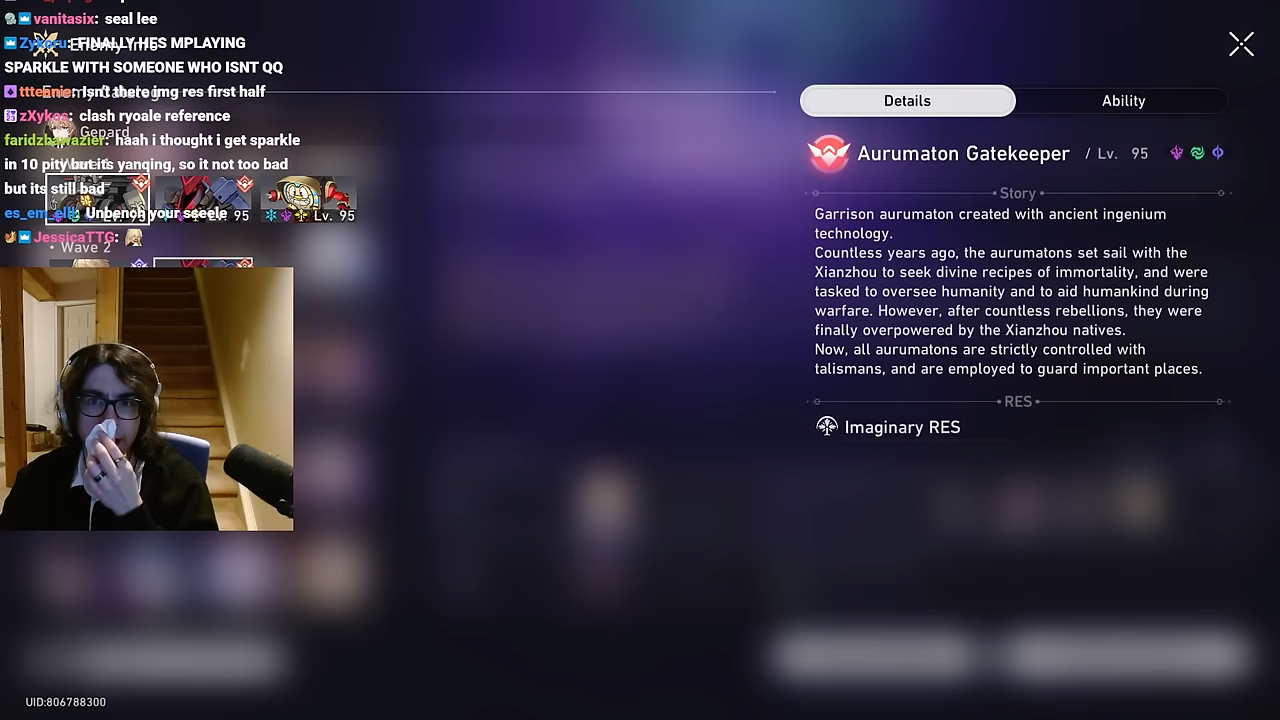 vanitasix: seal lee
Zykoru: FINALLY HES MPLAYING
SPARKLE WITH SOMEONE WHO ISNT QQ
Isn't there img res first half
zXykos: clash ryoale reference
Gepard
faridzbawazier: haah i thought i get sparkle
in 10 pity but its yanqing, so it not too bad
but its still bad
Lv. 95
Lv. 95
Unbench your seeele
JessicaTTG:
• Wave 2
Details
Ability
Aurumaton Gatekeeper / Lv. 95
Story
Garrison aurumaton created with ancient ingenium
technology.
Countless years ago, the aurumatons set sail with the
Xianzhou to seek divine recipes of immortality, and were
tasked to oversee humanity and to aid humankind during
warfare. However, after countless rebellions, they were
finally overpowered by the Xianzhou natives.
Now, all aurumatons are strictly controlled with
talismans, and are employed to guard important places.
RES
Imaginary RES
UID:806788300